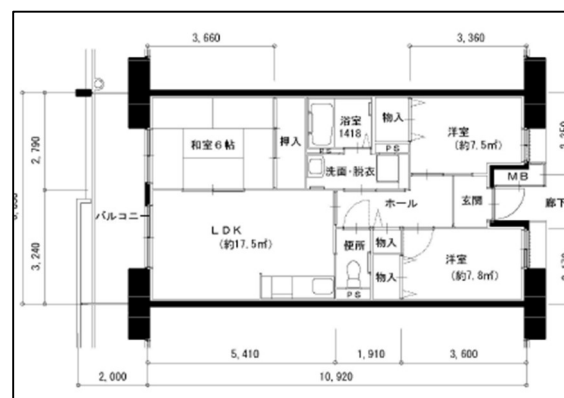 3,660
3,360
浴室
1418
物入
洋室
(約7.5㎡)
和室6帖
押入
PS
PS
2,790
洗面・脱衣
MB
バルコニー
ホール
玄関
廊下
LDK
(約17.5㎡)
便所
物入
洋室
(約7.8㎡)
3,240
物入
PS
5,410
1,910
3,600
2,000
10,920